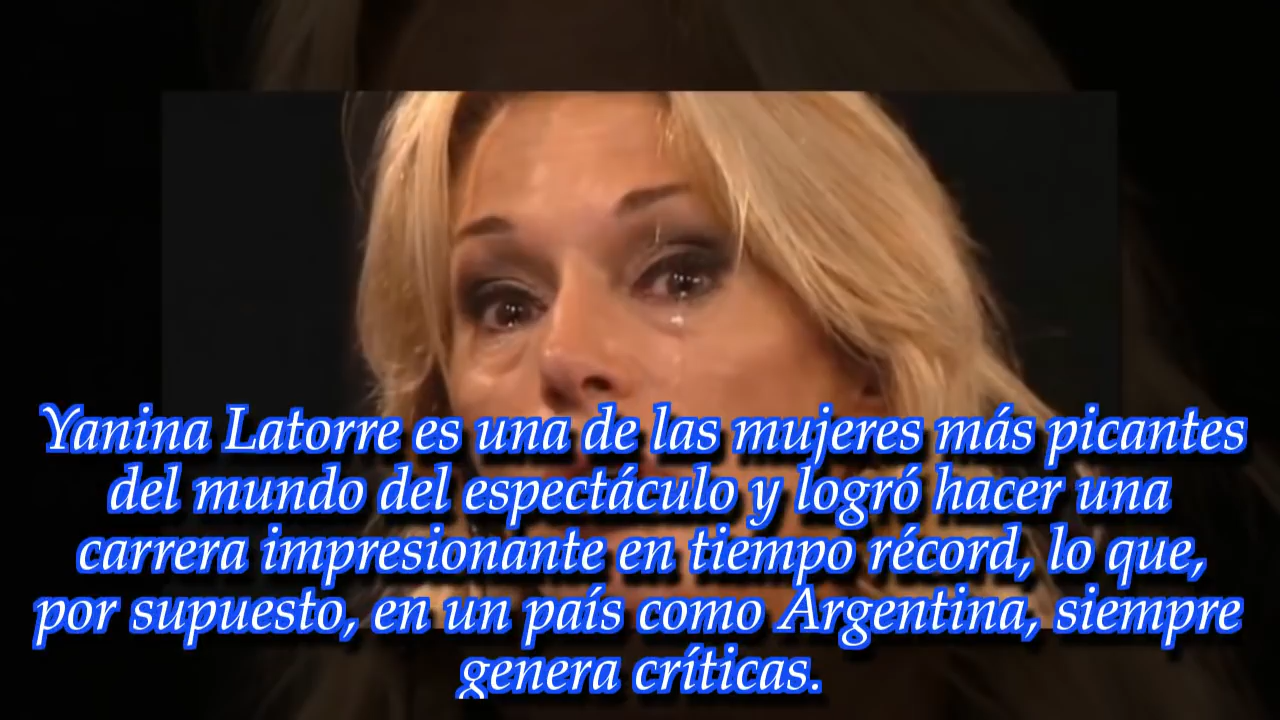 Yanina Latorre es una de las mujeres más picantes
del mundo del espectáculo y logró hacer una
carrera impresionante en tiempo récord, lo que,
por supuesto, en un país como Argentina, siempre
genera críticas.